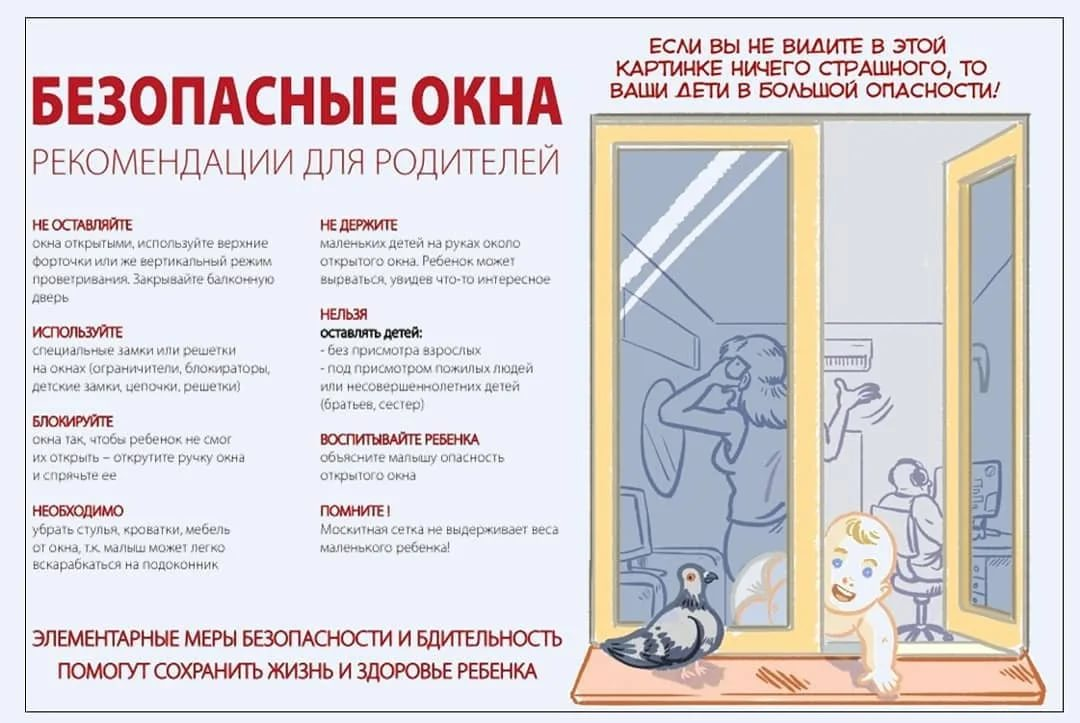 БЕЗОПАСНЫЕ ОКНА
РЕКОМЕНДАЦИИ ДЛЯ РОДИТЕЛЕЙ
НЕ ОСТАВЛЯЙТЕ
окна открытыми, используйте верхние
форточки или же вертикальный режим
проветривания. Закрывайте балконную
дверь
ИСПОЛЬЗУЙТЕ
специальные замки или решетки
на окнах (ограничители, блокираторы,
детские замки, цепочки, решетки)
БЛОКИРУЙТЕ
окна так, чтобы ребенок не смог
их открыть – открутите ручку окна
и спрячьте ее
НЕОБХОДИМО
убрать стулья, кроватки, мебель
от окна, т.к. малыш может легко
вскарабкаться на подоконник
НЕ ДЕРЖИТЕ
маленьких детей на руках около
открытого окна. Ребенок может
вырваться, увидев что-то интересное
НЕЛЬЗЯ
оставлять детей:
- без присмотра взрослых
- под присмотром пожилых людей
или несовершеннолетних детей
(братьев, сестер)
ВОСПИТЫВАЙТЕ РЕБЕНКА
объясните малышу опасность
открытого окна
ПОМНИТЕ !
Москитная сетка не выдерживает веса
маленького ребенка!
ЭЛЕМЕНТАРНЫЕ МЕРЫ БЕЗОПАСНОСТИ И БДИТЕЛЬНОСТЬ
ПОМОГУТ СОХРАНИТЬ ЖИЗНЬ И ЗДОРОВЬЕ РЕБЕНКА
ЕСЛИ ВЫ НЕ ВИДИТЕ В ЭТОЙ
КАРТИНКЕ НИЧЕГО СТРАШНОГО, ТО
ВАШИ ДЕТИ В БОЛЬШОЙ ОПАСНОСТИ!